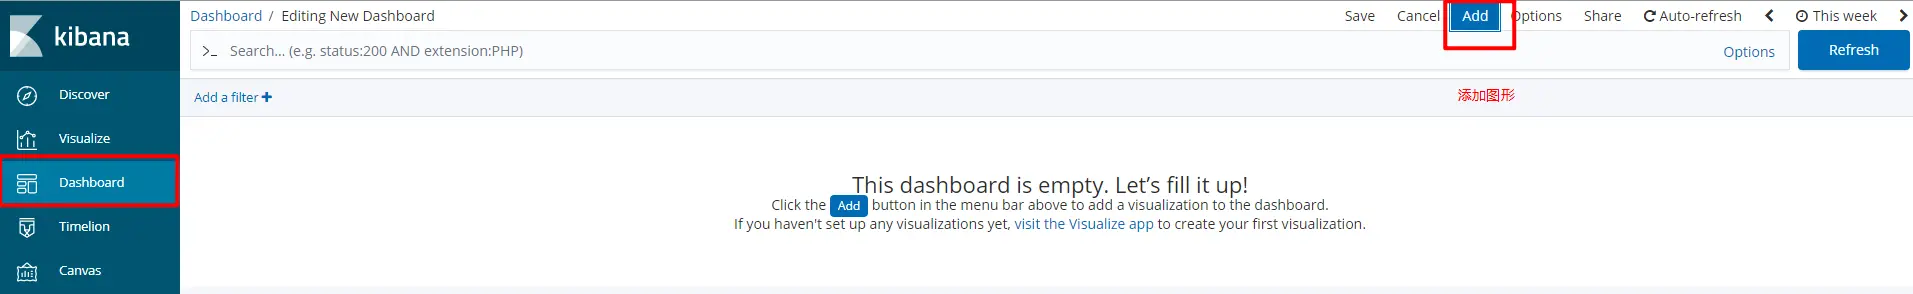 kibana
Discover
Visualize
Dashboard
Timelion
Canvas
Dashboard / Editing New Dashboard
Save Cancel Add Options Share Auto-refresh This week
>_ Search... (e.g. status:200 AND extension:PHP) Options Refresh
Add a filter +
添加图形
This dashboard is empty. Let's fill it up!
Click the Add button in the menu bar above to add a visualization to the dashboard.
If you haven't set up any visualizations yet, visit the Visualize app to create your first visualization.